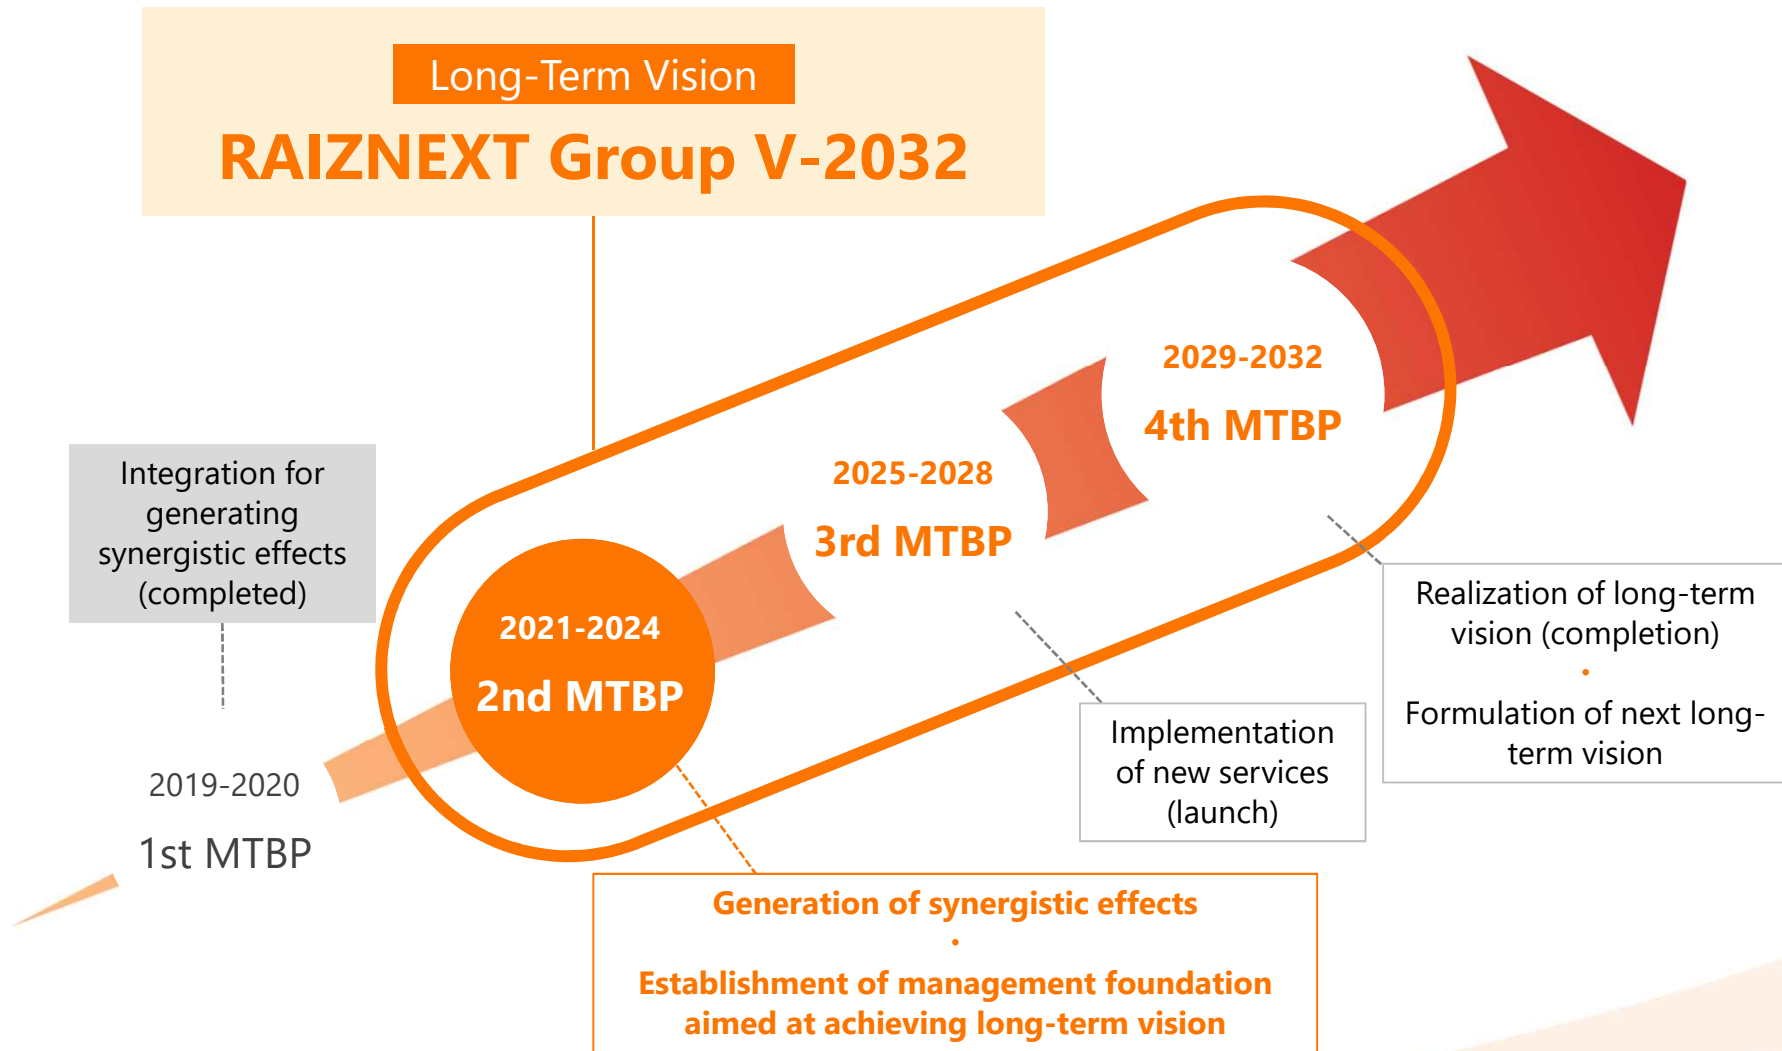 Long-Term Vision
RAIZNEXT Group V-2032
Integration for
generating
synergistic effects
(completed)
2019-2020
1st MTBP
2021-2024
2nd MTBP
2025-2028
3rd MTBP
2029-2032
4th MTBP
Generation of synergistic effects
・
Establishment of management foundation
aimed at achieving long-term vision
Implementation
of new services
(launch)
Realization of long-term
vision (completion)
・
Formulation of next long-
term vision